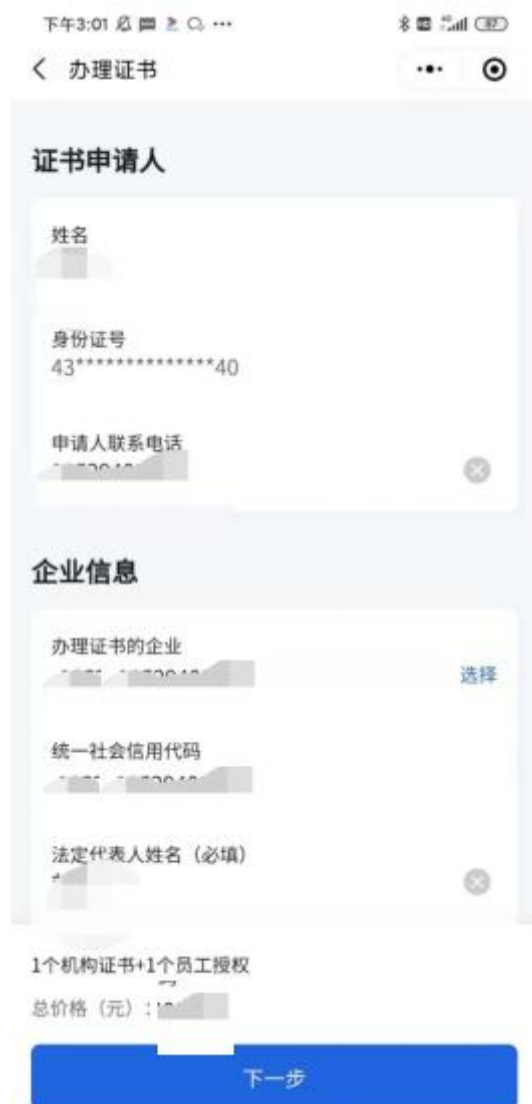 下午3:01
办理证书
证书申请人
姓名
身份证号
43**************40
申请人联系电话
企业信息
办理证书的企业
选择
统一社会信用代码
法定代表人姓名（必填）
1个机构证书+1个员工授权
总价格（元）:
下一步